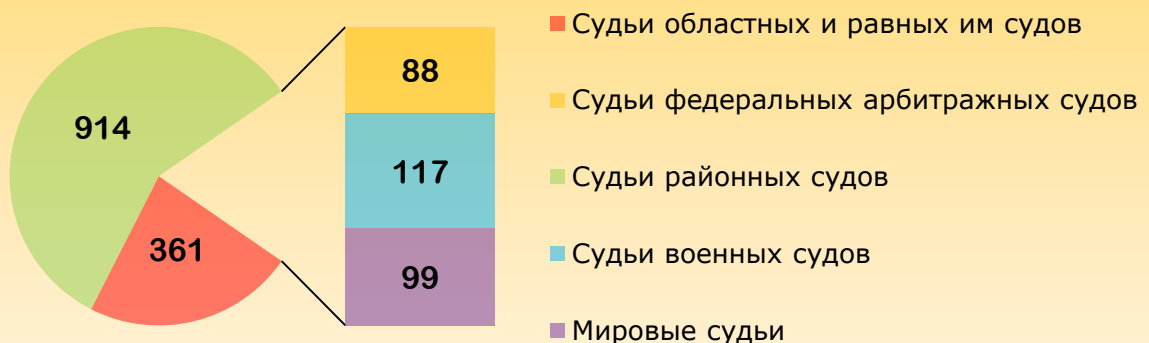 914
361
88
117
99
Судьи областных и равных им судов
Судьи федеральных арбитражных судов
Судьи районных судов
Судьи военных судов
Мировые судьи